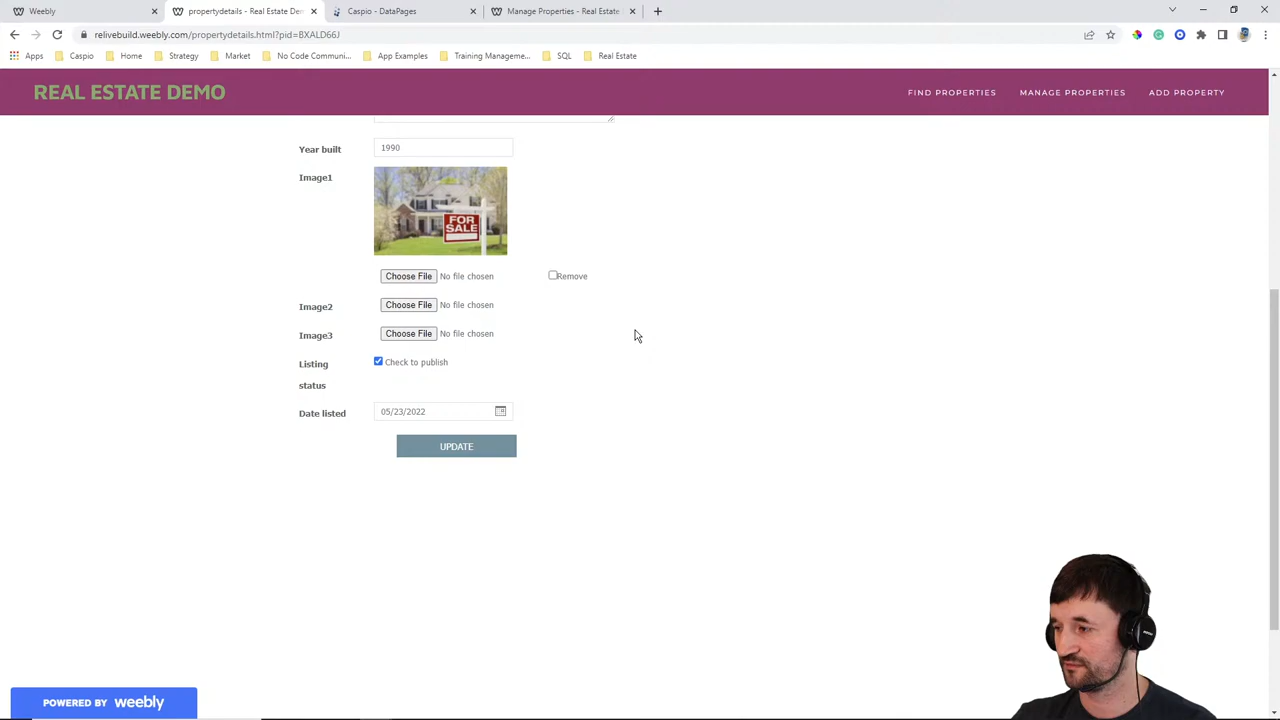 Weebly
propertydetails - Real Estate Dem
Caspio - DataPages
Manage Properties - Real Estate
relivebuild.weebly.com/propertydetails.html?pid=BXALD66J
Apps
Caspio
Home
Strategy
Market
No Code Communi...
App Examples
Training Manageme...
SQL
Real Estate
REAL ESTATE DEMO
FIND PROPERTIES
MANAGE PROPERTIES
ADD PROPERTY
Year built
1990
Image1
FOR
SALE
Choose File No file chosen
Remove
Image2
Choose File No file chosen
Image3
Choose File No file chosen
Listing
status
Check to publish
Date listed
05/23/2022
UPDATE
POWERED BY weebly